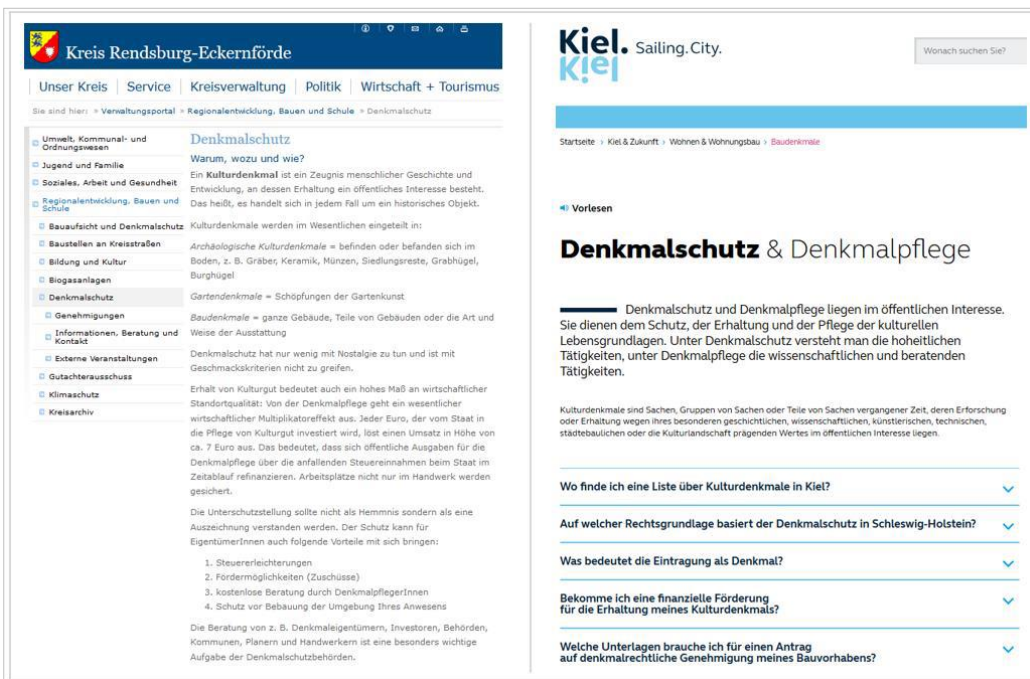 Kreis Rendsburg-Eckernförde
Unser Kreis
Service
Kreisverwaltung
Politik
Wirtschaft + Tourismus
Sie sind hier: » Verwaltungsportal » Regionalentwicklung, Bauen und Schule » Denkmalschutz
Umwelt, Kommunal- und
Ordnungswesen
Jugend und Familie
Soziales, Arbeit und Gesundheit
Regionalentwicklung, Bauen und
Schule
Bauaufsicht und Denkmalschutz
Baustellen an Kreisstraßen
Bildung und Kultur
Biogasanlagen
Denkmalschutz
Genehmigungen
Informationen, Beratung und
Kontakt
Externe Veranstaltungen
Gutachterausschuss
Klimaschutz
Kreisarchiv
Denkmalschutz
Warum, wozu und wie?
Ein Kulturdenkmal ist ein Zeugnis menschlicher Geschichte und
Entwicklung, an dessen Erhaltung ein öffentliches Interesse besteht.
Das heißt, es handelt sich in jedem Fall um ein historisches Objekt.
Kulturdenkmale werden im Wesentlichen eingeteilt in:
Archäologische Kulturdenkmale = befinden oder befanden sich im
Boden, z. B. Gräber, Keramik, Münzen, Siedlungsreste, Grabhügel,
Burghügel
Gartendenkmale = Schöpfungen der Gartenkunst
Baudenkmale = ganze Gebäude, Teile von Gebäuden oder die Art und
Weise der Ausstattung
Denkmalschutz hat nur wenig mit Nostalgie zu tun und ist mit
Geschmackskriterien nicht zu greifen.
Erhalt von Kulturgut bedeutet auch ein hohes Maß an wirtschaftlicher
Standortqualität: Von der Denkmalpflege geht ein wesentlicher
wirtschaftlicher Multiplikatoreffekt aus. Jeder Euro, der vom Staat in
die Pflege von Kulturgut investiert wird, löst einen Umsatz in Höhe von
ca. 7 Euro aus. Das bedeutet, dass sich öffentliche Ausgaben für die
Denkmalpflege über die anfallenden Steuereinnahmen beim Staat im
Zeitablauf refinanzieren. Arbeitsplätze nicht nur im Handwerk werden
gesichert.
Die Unterschutzstellung sollte nicht als Hemmnis sondern als eine
Auszeichnung verstanden werden. Der Schutz kann für
EigentümerInnen auch folgende Vorteile mit sich bringen:
1. Steuererleichterungen
2. Fördermöglichkeiten (Zuschüsse)
3. kostenlose Beratung durch DenkmalpflegerInnen
4. Schutz vor Bebauung der Umgebung Ihres Anwesens
Die Beratung von z. B. Denkmaleigentümern, Investoren, Behörden,
Kommunen, Planern und Handwerkern ist eine besonders wichtige
Aufgabe der Denkmalschutzbehörden.
Kiel. Sailing.City.
Kiel
Wonach suchen Sie?
Startseite › Kiel & Zukunft › Wohnen & Wohnungsbau › Baudenkmale
Vorlesen
Denkmalschutz & Denkmalpflege
Denkmalschutz und Denkmalpflege liegen im öffentlichen Interesse.
Sie dienen dem Schutz, der Erhaltung und der Pflege der kulturellen
Lebensgrundlagen. Unter Denkmalschutz versteht man die hoheitlichen
Tätigkeiten, unter Denkmalpflege die wissenschaftlichen und beratenden
Tätigkeiten.
Kulturdenkmale sind Sachen, Gruppen von Sachen oder Teile von Sachen vergangener Zeit, deren Erforschung
oder Erhaltung wegen ihres besonderen geschichtlichen, wissenschaftlichen, künstlerischen, technischen,
städtebaulichen oder die Kulturlandschaft prägenden Wertes im öffentlichen Interesse liegen.
Wo finde ich eine Liste über Kulturdenkmale in Kiel?
Auf welcher Rechtsgrundlage basiert der Denkmalschutz in Schleswig-Holstein?
Was bedeutet die Eintragung als Denkmal?
Bekomme ich eine finanzielle Förderung
für die Erhaltung meines Kulturdenkmals?
Welche Unterlagen brauche ich für einen Antrag
auf denkmalrechtliche Genehmigung meines Bauvorhabens?